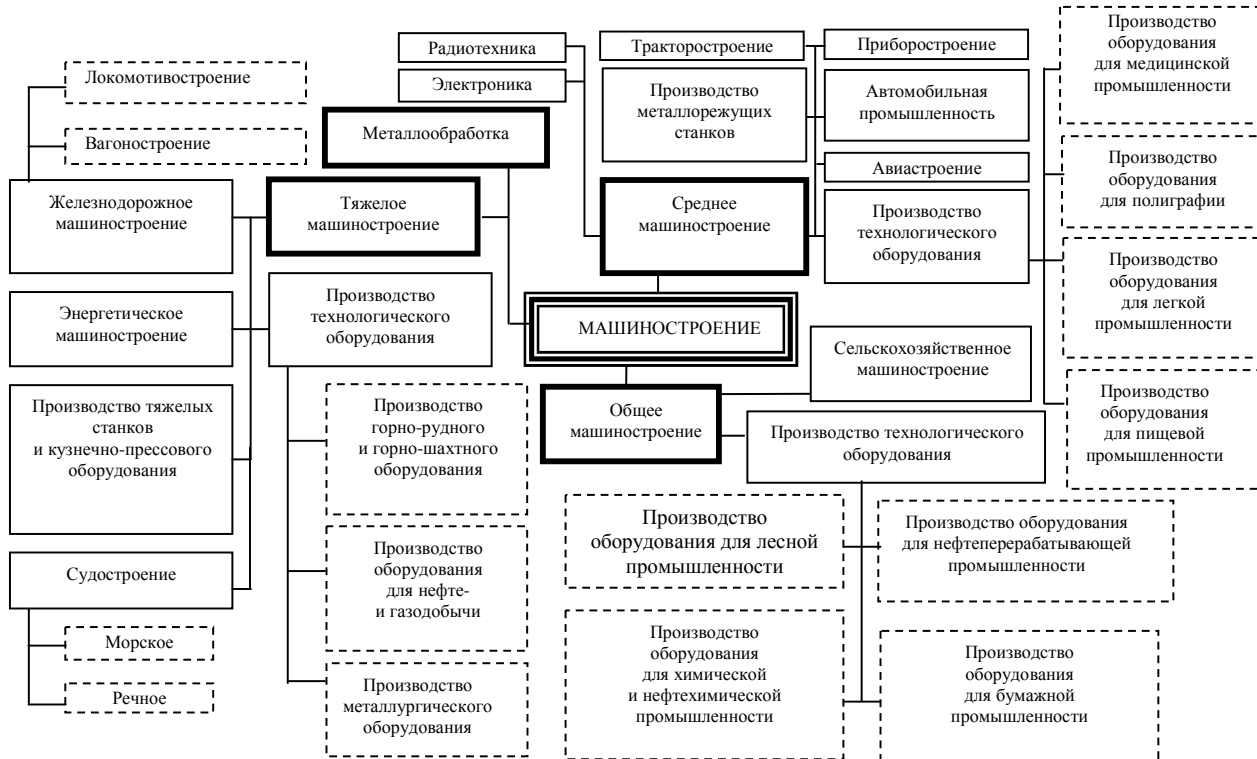 Локомотивостроение
Вагоностроение
Железнодорожное
машиностроение
Энергетическое
машиностроение
Производство тяжелых
станков
и кузнечно-прессового
оборудования
Судостроение
Морское
Речное
Радиотехника
Электроника
Металлообработка
Тяжелое
машиностроение
Производство
технологического
оборудования
Производство
горно-рудного
и горно-шахтного
оборудования
Производство
оборудования
для нефте-
и газодобычи
Производство
металлургического
оборудования
Тракторостроение
Производство
металлорежущих
станков
Среднее
машиностроение
МАШИНОСТРОЕНИЕ
Общее
машиностроение
Приборостроение
Автомобильная
промышленность
Авиастроение
Производство
технологического
оборудования
Сельскохозяйственное
машиностроение
Производство технологического
оборудования
Производство
оборудования для лесной
промышленности
Производство оборудования
для нефтеперерабатывающей
промышленности
Производство
оборудования
для химической
и нефтехимической
промышленности
Производство
оборудования
для бумажной
промышленности
Производство
оборудования
для медицинской
промышленности
Производство
оборудования
для полиграфии
Производство
оборудования
для легкой
промышленности
Производство
оборудования
для пищевой
промышленности